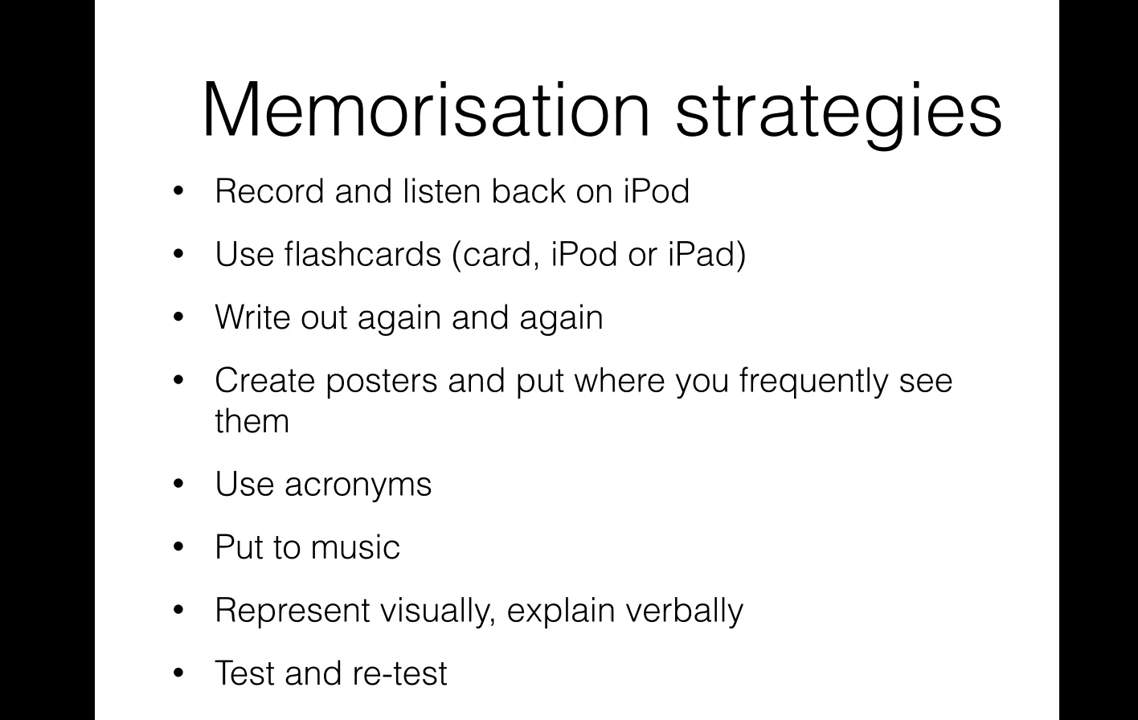 Memorisation strategies
• Record and listen back on iPod
• Use flashcards (card, iPod or iPad)
• Write out again and again
• Create posters and put where you frequently see
them
• Use acronyms
• Put to music
• Represent visually, explain verbally
• Test and re-test